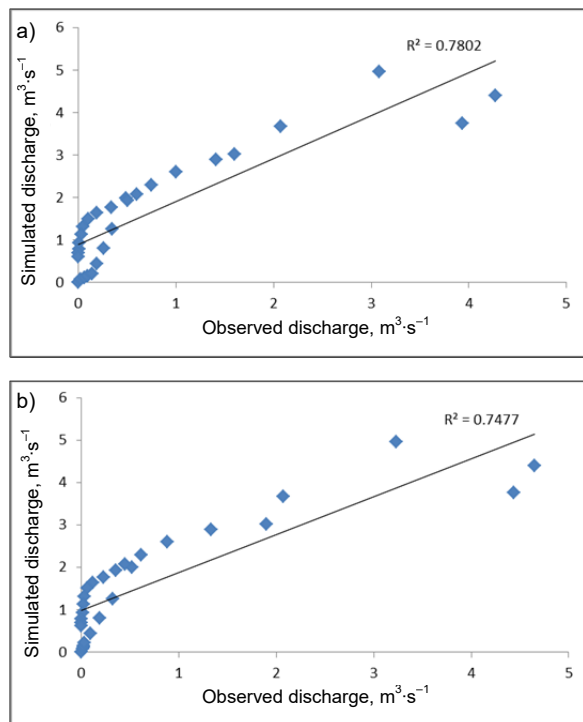 a)
R² = 0.7802
Simulated discharge, m³·s⁻¹
6
5
4
3
2
1
0
0 1 2 3 4 5
Observed discharge, m³·s⁻¹
b)
R² = 0.7477
Simulated discharge, m³·s⁻¹
6
5
4
3
2
1
0
0 1 2 3 4 5
Observed discharge, m³·s⁻¹